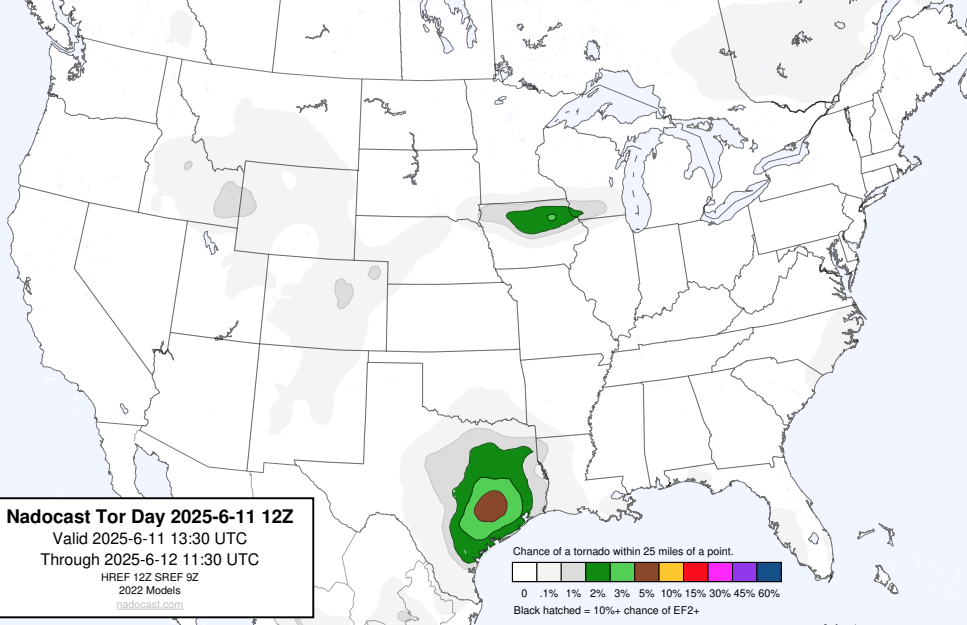 Nadocast Tor Day 2025-6-11 12Z
Valid 2025-6-11 13:30 UTC
Through 2025-6-12 11:30 UTC
HREF 12Z SREF 9Z
2022 Models
nadocast.com
Chance of a tornado within 25 miles of a point.
0 .1% 1% 2% 3% 5% 10% 15% 30% 45% 60%
Black hatched = 10%+ chance of EF2+